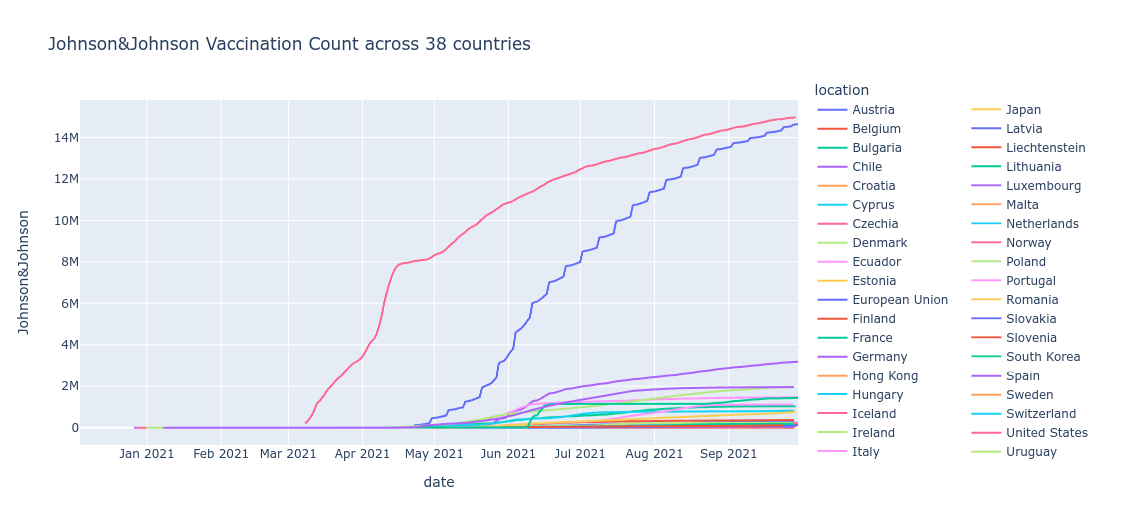 Johnson&Johnson Vaccination Count across 38 countries
location
Austria
Belgium
Bulgaria
Chile
Croatia
Cyprus
Czechia
Denmark
Ecuador
Estonia
European Union
Finland
France
Germany
Hong Kong
Hungary
Iceland
Ireland
Italy
Japan
Latvia
Liechtenstein
Lithuania
Luxembourg
Malta
Netherlands
Norway
Poland
Portugal
Romania
Slovakia
Slovenia
South Korea
Spain
Sweden
Switzerland
United States
Uruguay
14M
12M
10M
8M
6M
4M
2M
0
Johnson&Johnson
Jan 2021
Feb 2021
Mar 2021
Apr 2021
May 2021
Jun 2021
Jul 2021
Aug 2021
Sep 2021
date